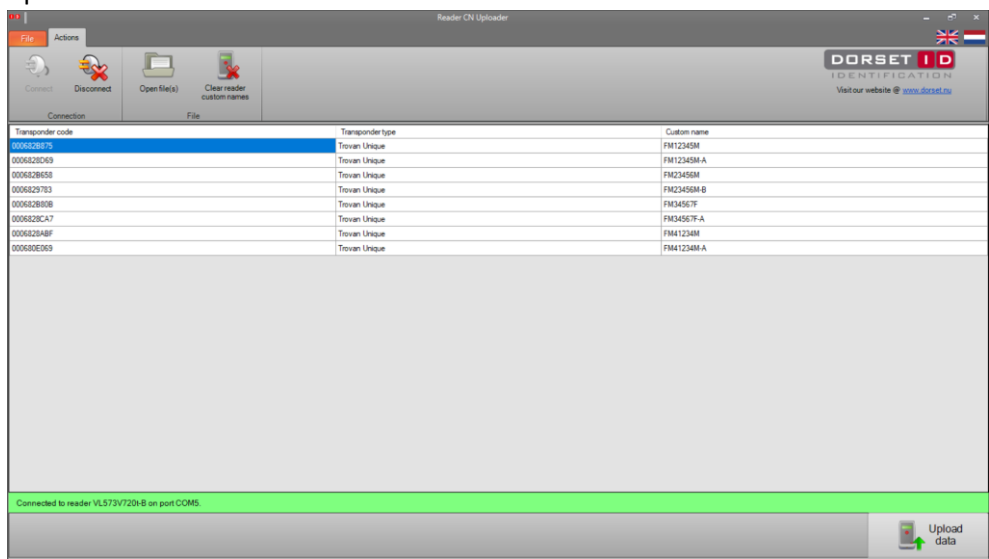 Reader CN Uploader
File Actions
Connect Disconnect Open file(s) Clear reader custom names
Connection File
DORSET ID
IDENTIFICATION
Visit our website @ www.dorset.nu
Transponder code Transponder type Custom name
000682B875 Trovan Unique FM12345M
0006828D69 Trovan Unique FM12345M-A
000682B658 Trovan Unique FM23456M
0006829783 Trovan Unique FM23456M-B
000682B80B Trovan Unique FM34567F
0006828CA7 Trovan Unique FM34567F-A
0006828ABF Trovan Unique FM41234M
000680E069 Trovan Unique FM41234M-A
Connected to reader VL573V720t-B on port COM5.
Upload
data